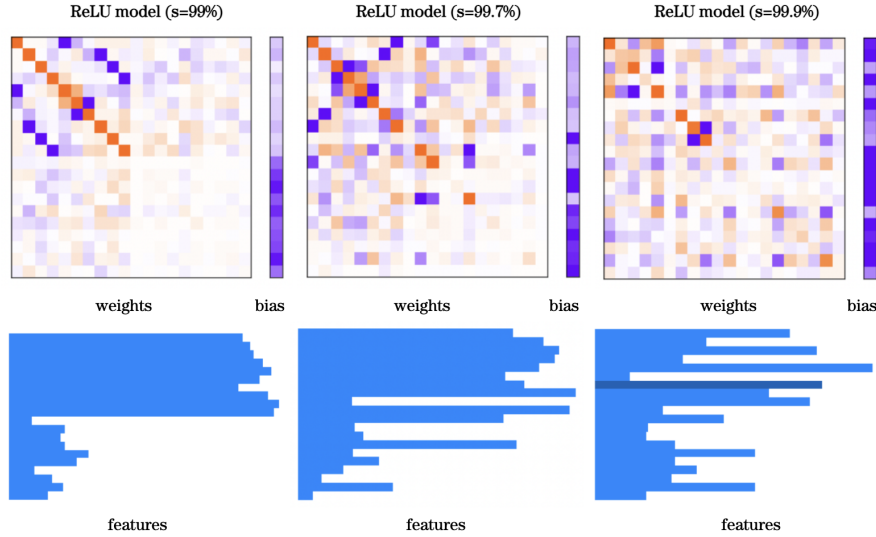 ReLU model (s=99%)
ReLU model (s=99.7%)
ReLU model (s=99.9%)
weights
bias
weights
bias
weights
bias
features
features
features